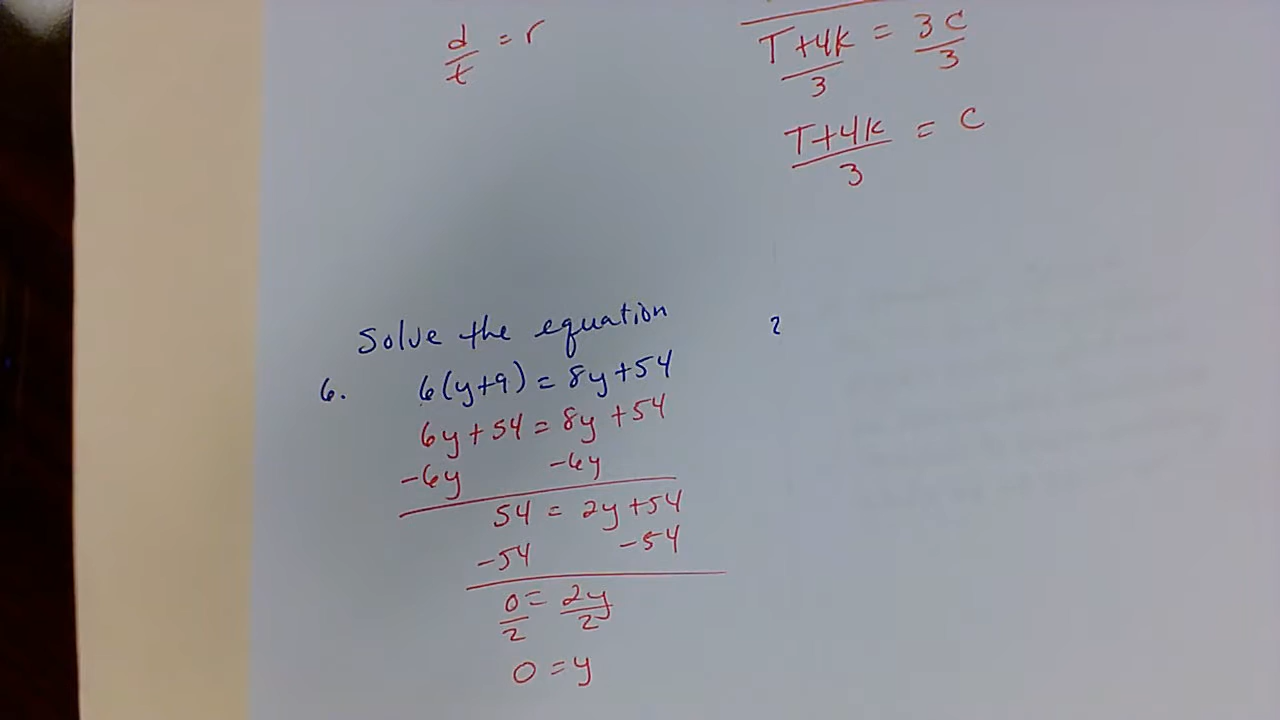 d/t = r
T+4K/3 = 3C/3
T+4K/3 = C
Solve the equation
2
6. 6(y+9) = 8y+54
6y+54 = 8y+54
-6y -6y
54 = 2y+54
-54 -54
0/2 = 2y/2
0 = y